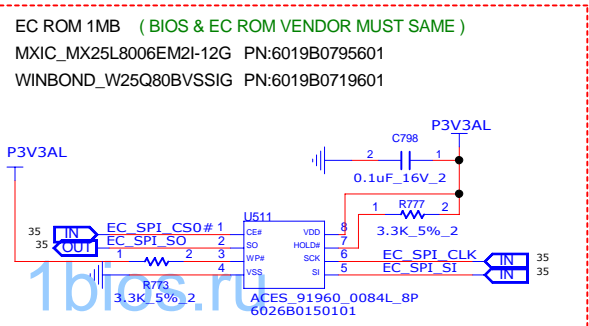 EC ROM 1MB ( BIOS & EC ROM VENDOR MUST SAME )
MXIC_MX25L8006EM2I-12G PN:6019B0795601
WINBOND_W25Q80BVSSIG PN:6019B0719601
P3V3AL
C798
P3V3AL
2 1
0.1uF_16V_2
R777
1 2
3.3K_5%_2
U511
35 IN EC_SPI_CS0# 1 CE# VDD 8
35 OUT EC_SPI_SO 2 SO HOLD# 7
1 2 3 WP# SCK 6 EC_SPI_CLK IN 35
4 VSS SI 5 EC_SPI_SI IN 35
R773
3.3K_5%_2
ACES_91960_0084L_8P
6026B0150101
1bios.ru